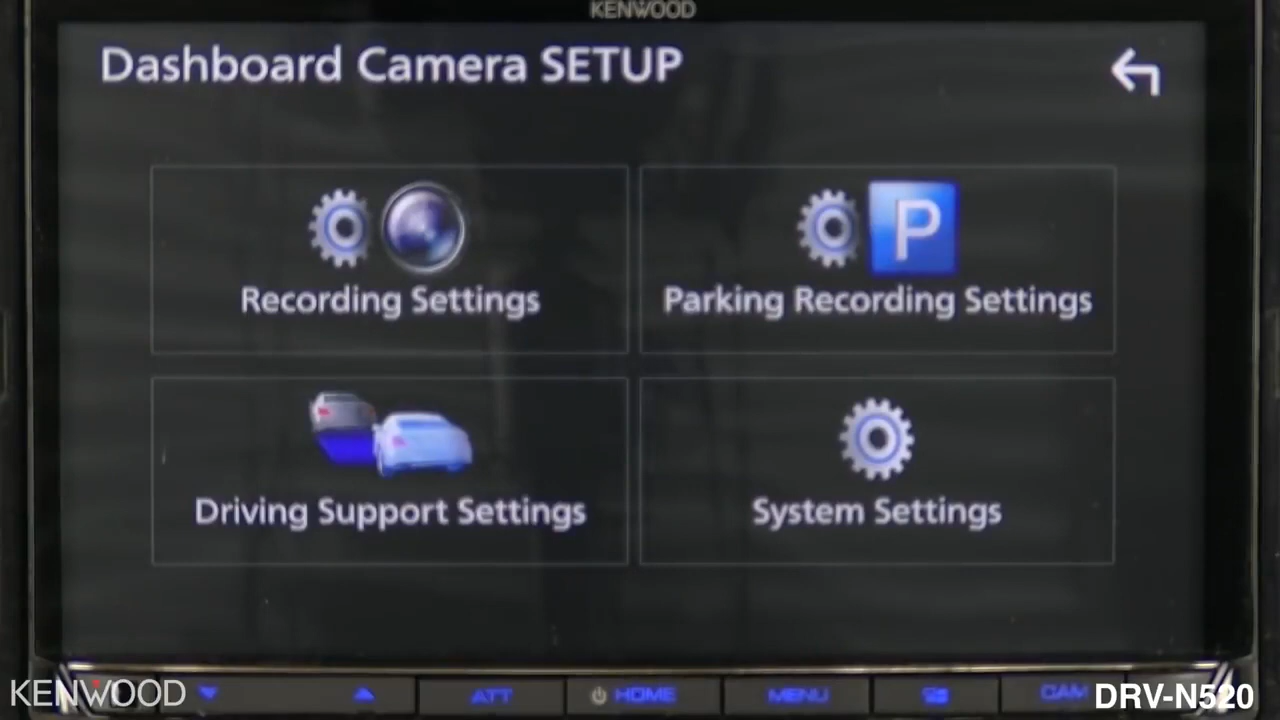 KENWOOD
Dashboard Camera SETUP
P
Recording Settings
Parking Recording Settings
Driving Support Settings
System Settings
ATT
HOME
MENU
CAM
KENWOOD
DRV-N520